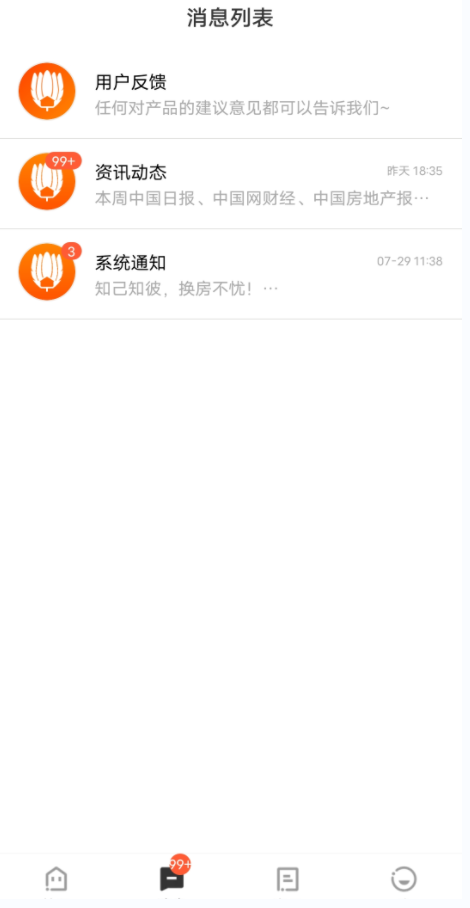 消息列表
用户反馈
任何对产品的建议意见都可以告诉我们~
99+
资讯动态
昨天 18:35
本周中国日报、中国网财经、中国房地产报…
3
系统通知
07-29 11:38
知己知彼，换房不忧！…
99+